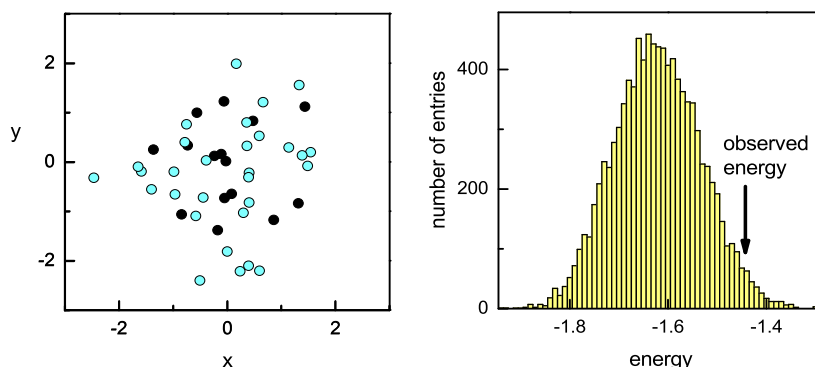 2
0
-2
y
-2
0
2
x
400
200
0
number of entries
observed
energy
-1.8
-1.6
-1.4
energy